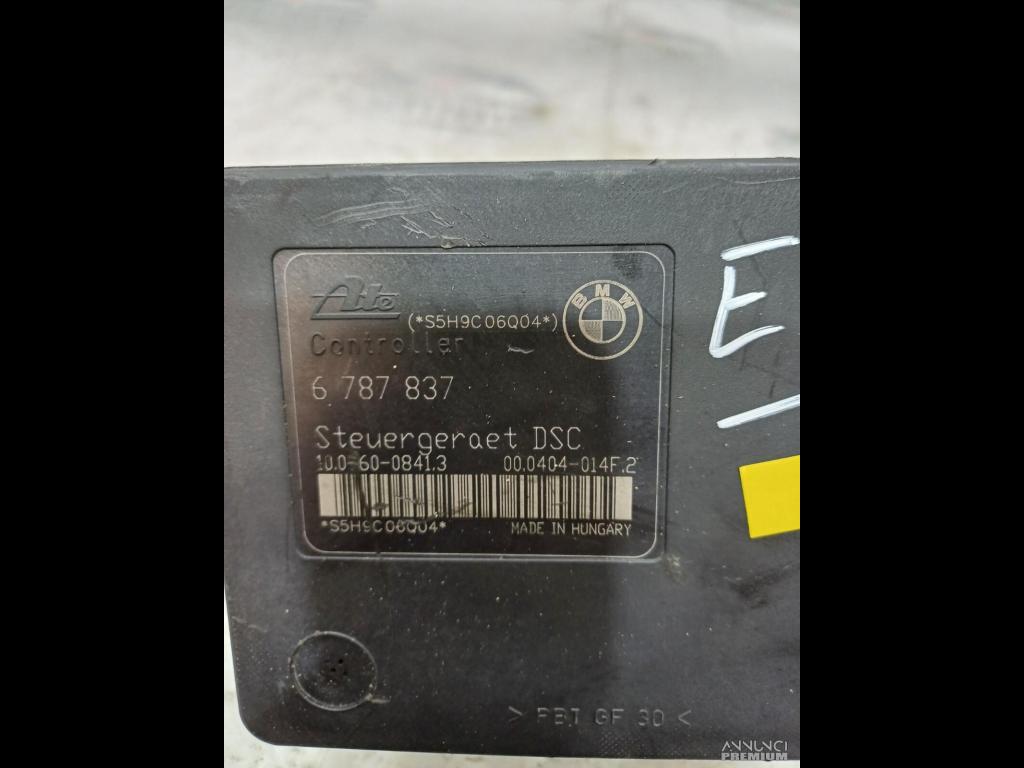 Ate
(*S5H9C06Q04*)
BMW
Controller
6 787 837
Steuergeraet DSC
10.0960-0841.3 00.0404-014F.2
*S5H9C06Q04*
MADE IN HUNGARY
E
> PBT GF 30 <
ANNUNCI
PREMIUM